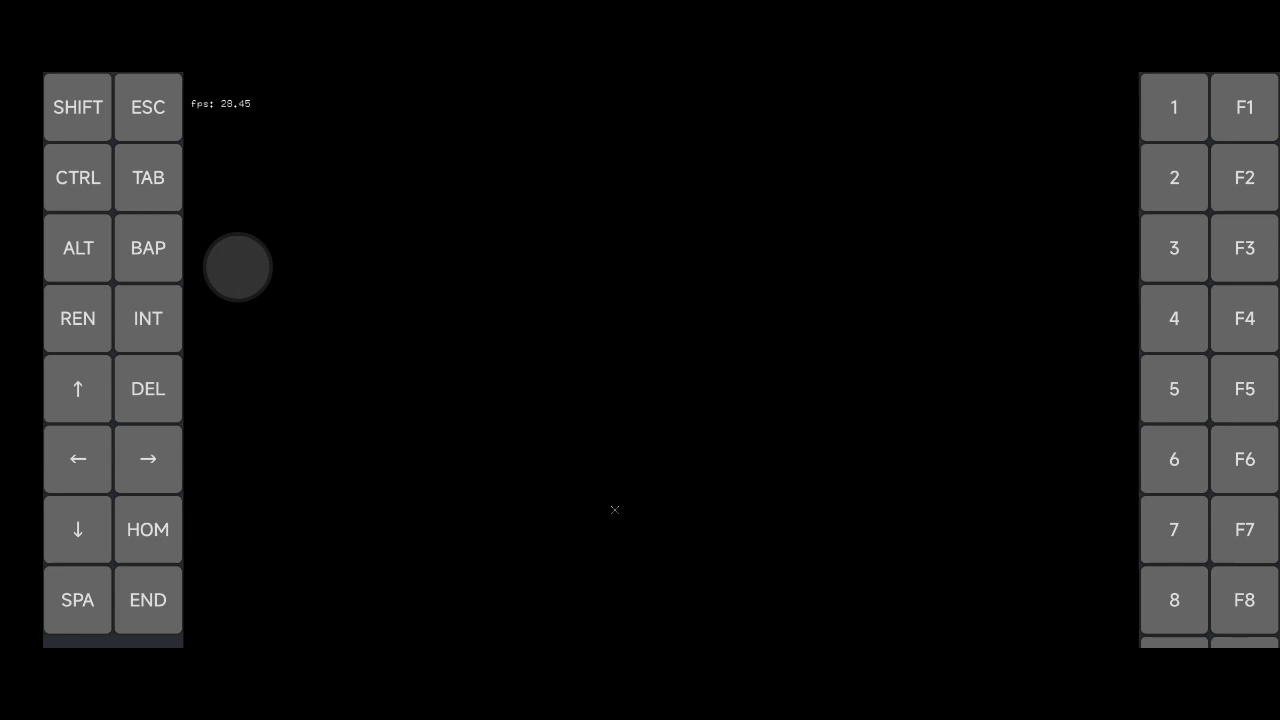 SHIFT ESC fps: 28.45 1 F1
CTRL TAB 2 F2
ALT BAP 3 F3
REN INT 4 F4
↑ DEL 5 F5
← → 6 F6
↓ HOM 7 F7
SPA END 8 F8